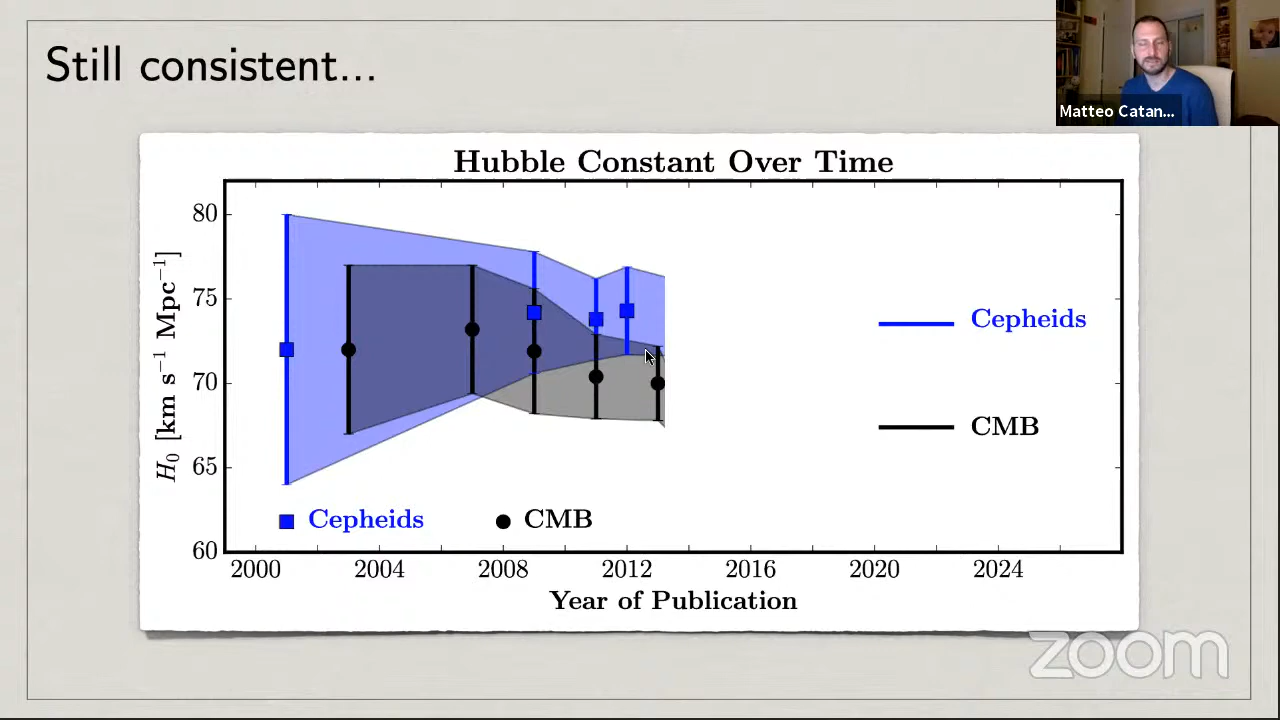 Still consistent...
Matteo Catan...
Hubble Constant Over Time
80
75
70
65
60
H₀ [km s⁻¹ Mpc⁻¹]
Cepheids
CMB
Cepheids
CMB
2000 2004 2008 2012 2016 2020 2024
Year of Publication
zoom